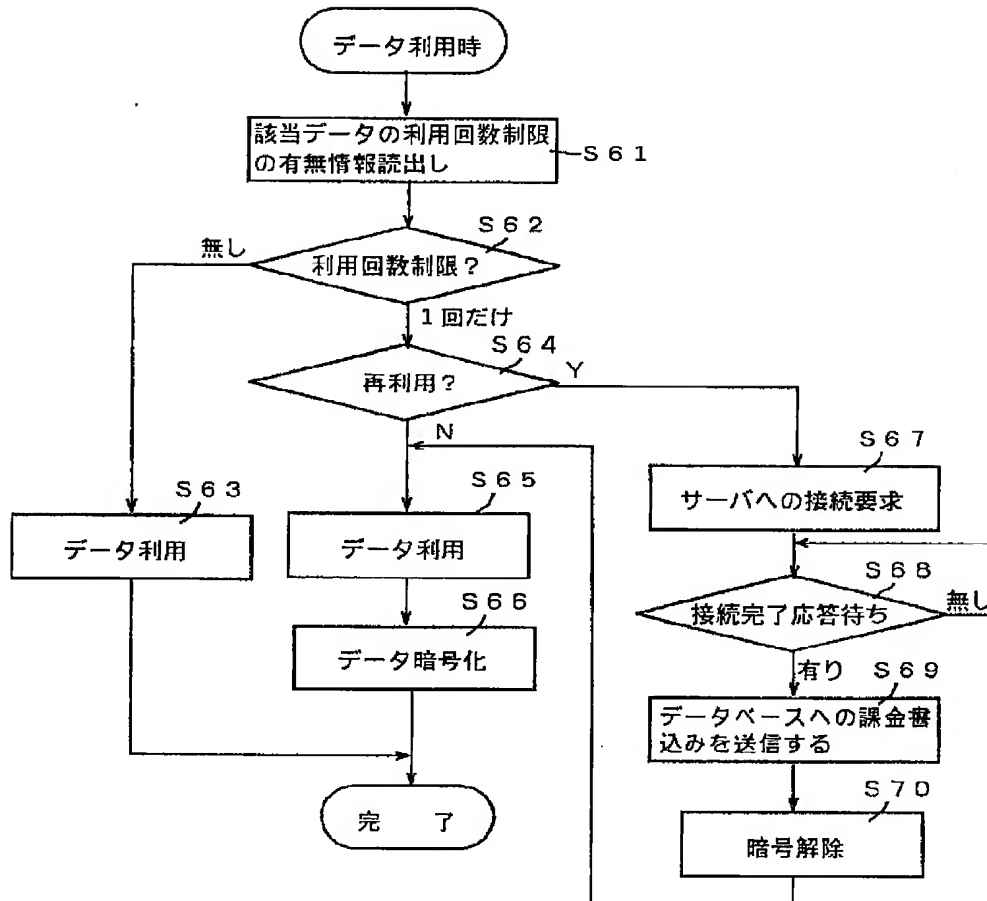 データ利用時
該当データの利用回数制限
の有無情報読出し
S61
S62
無し
利用回数制限?
1回だけ
S64
再利用?
Y
N
S67
サーバへの接続要求
S63
データ利用
S65
データ利用
S68
接続完了応答待ち
無し
S66
データ暗号化
有り
S69
データベースへの課金書
込みを送信する
S70
暗号解除
完 了